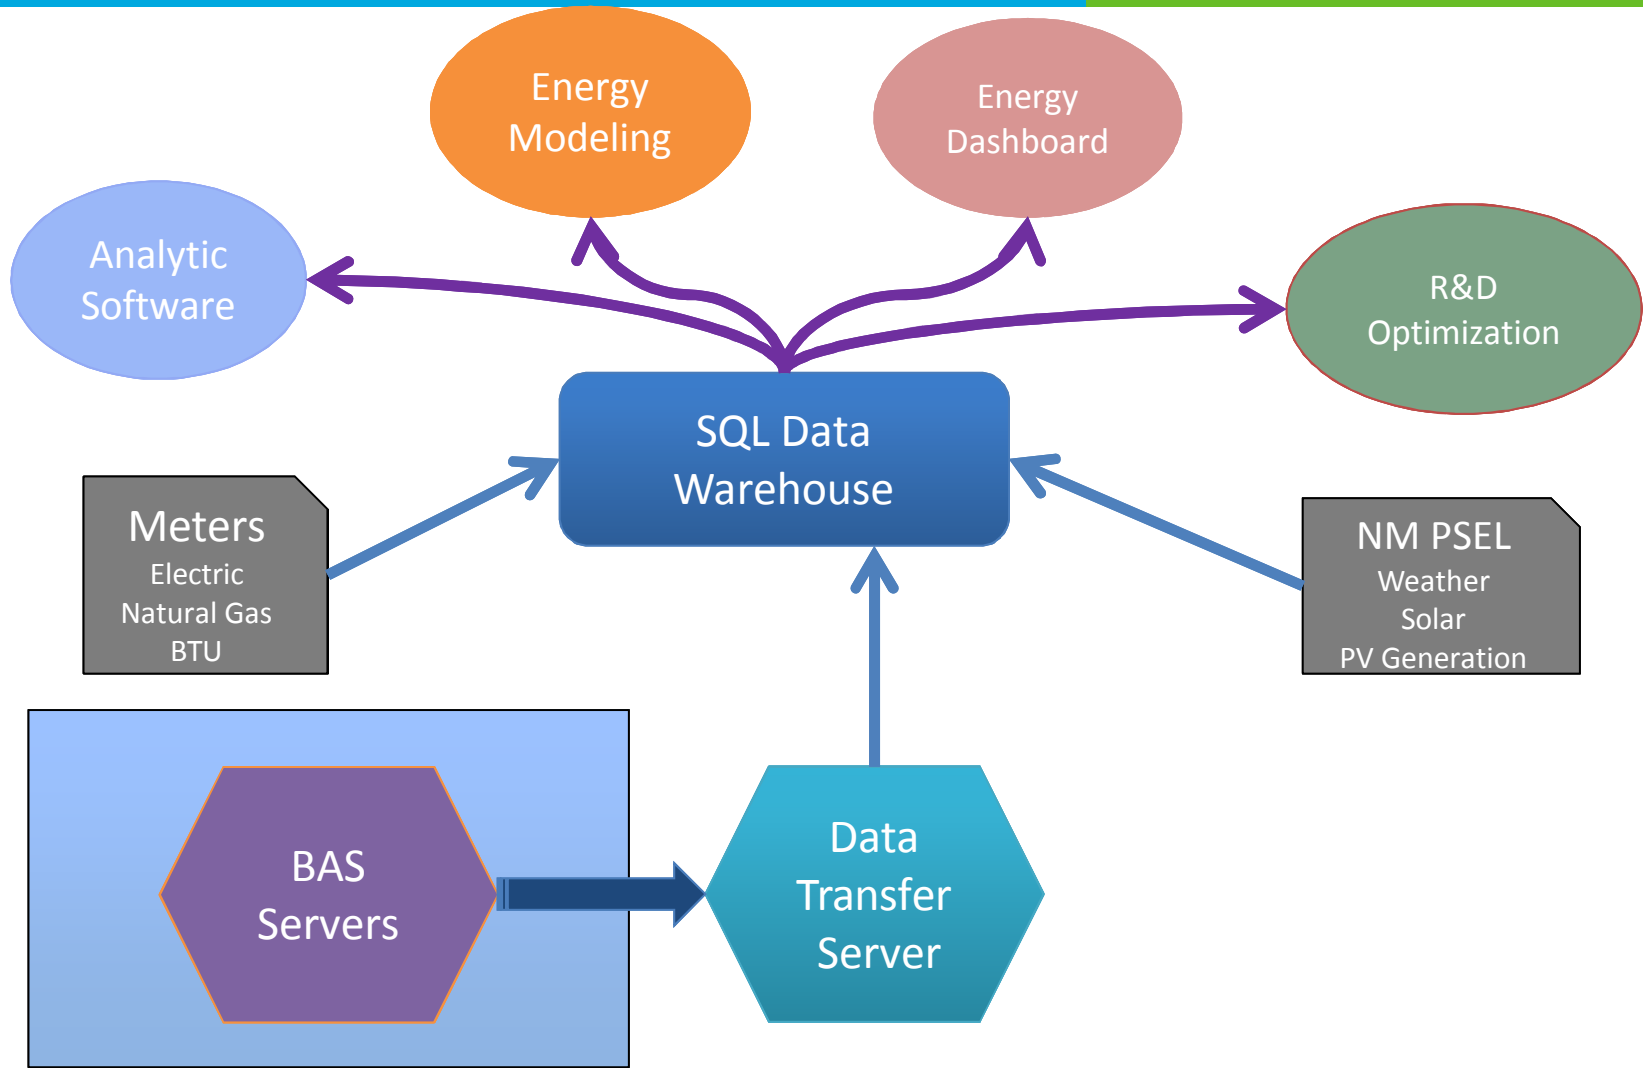 Energy
Modeling
Energy
Dashboard
Analytic
Software
R&D
Optimization
SQL Data
Warehouse
Meters
Electric
Natural Gas
BTU
NM PSEL
Weather
Solar
PV Generation
BAS
Servers
Data
Transfer
Server